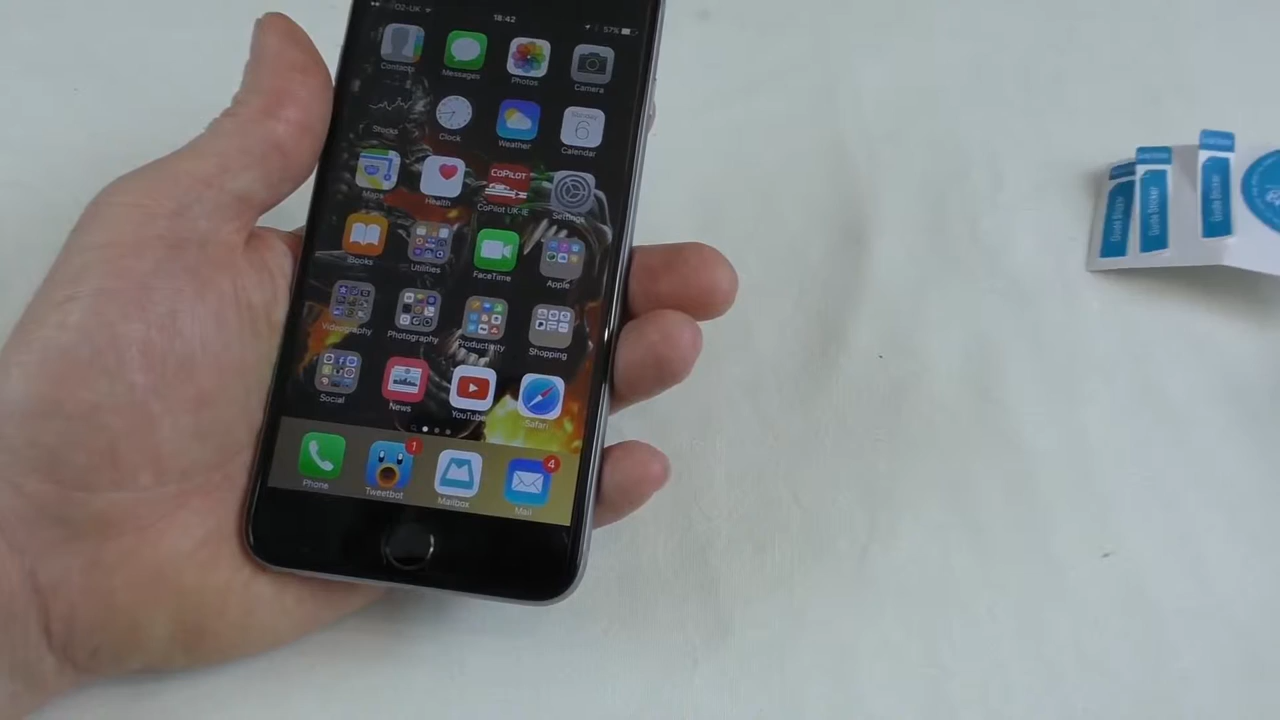 O2-UK 18:42 57%
Contacts Messages Photos Camera
Monday
6
Stocks Clock Weather Calendar
COPILOT
Maps Health CoPilot UK-IE Settings
iBooks Utilities FaceTime Apple
Videography Photography Productivity Shopping
Social News YouTube Safari
1 4
Phone Tweetbot Mailbox Mail
Guide Sticker
Guide Sticker
Guide Sticker